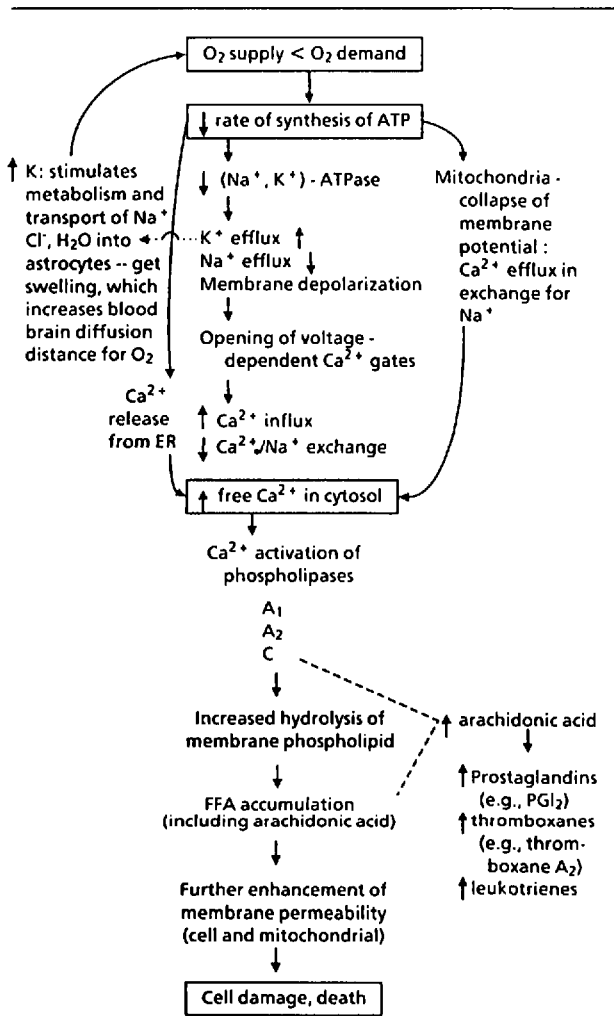 O₂ supply < O₂ demand
↓ rate of synthesis of ATP
↑ K: stimulates
metabolism and
transport of Na⁺
Cl⁻, H₂O into
astrocytes -- get
swelling, which
increases blood
brain diffusion
distance for O₂
↓ (Na⁺, K⁺) - ATPase
K⁺ efflux ↑
Na⁺ efflux ↓
Membrane depolarization
Opening of voltage -
dependent Ca²⁺ gates
↑ Ca²⁺ influx
↓ Ca²⁺/Na⁺ exchange
Mitochondria -
collapse of
membrane
potential :
Ca²⁺ efflux in
exchange for
Na⁺
Ca²⁺
release
from ER
↑ free Ca²⁺ in cytosol
Ca²⁺ activation of
phospholipases
A₁
A₂
C
Increased hydrolysis of
membrane phospholipid
FFA accumulation
(including arachidonic acid)
Further enhancement of
membrane permeability
(cell and mitochondrial)
Cell damage, death
↑ arachidonic acid
↑ Prostaglandins
(e.g., PGI₂)
↑ thromboxanes
(e.g., throm-
boxane A₂)
↑ leukotrienes